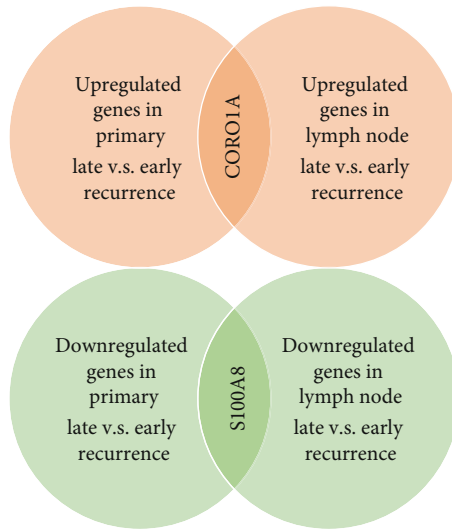 Upregulated
genes in
primary
late v.s. early
recurrence
CORO1A
Upregulated
genes in
lymph node
late v.s. early
recurrence
Downregulated
genes in
primary
late v.s. early
recurrence
S100A8
Downregulated
genes in
lymph node
late v.s. early
recurrence